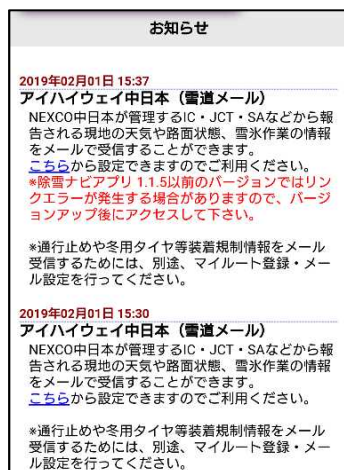 お知らせ
2019年02月01日 15:37
アイハイウェイ中日本（雪道メール）
NEXCO中日本が管理するIC・JCT・SAなどから報
告される現地の天気や路面状態、雪氷作業の情報
をメールで受信することができます。
こちらから設定できますのでご利用ください。
*除雪ナビアプリ 1.1.5以前のバージョンではリン
クエラーが発生する場合がありますので、バージ
ョンアップ後にアクセスして下さい。
*通行止めや冬用タイヤ等装着規制情報をメール
受信するためには、別途、マイルート登録・メー
ル設定を行ってください。
2019年02月01日 15:30
アイハイウェイ中日本（雪道メール）
NEXCO中日本が管理するIC・JCT・SAなどから報
告される現地の天気や路面状態、雪氷作業の情報
をメールで受信することができます。
こちらから設定できますのでご利用ください。
*通行止めや冬用タイヤ等装着規制情報をメール
受信するためには、別途、マイルート登録・メー
ル設定を行ってください。